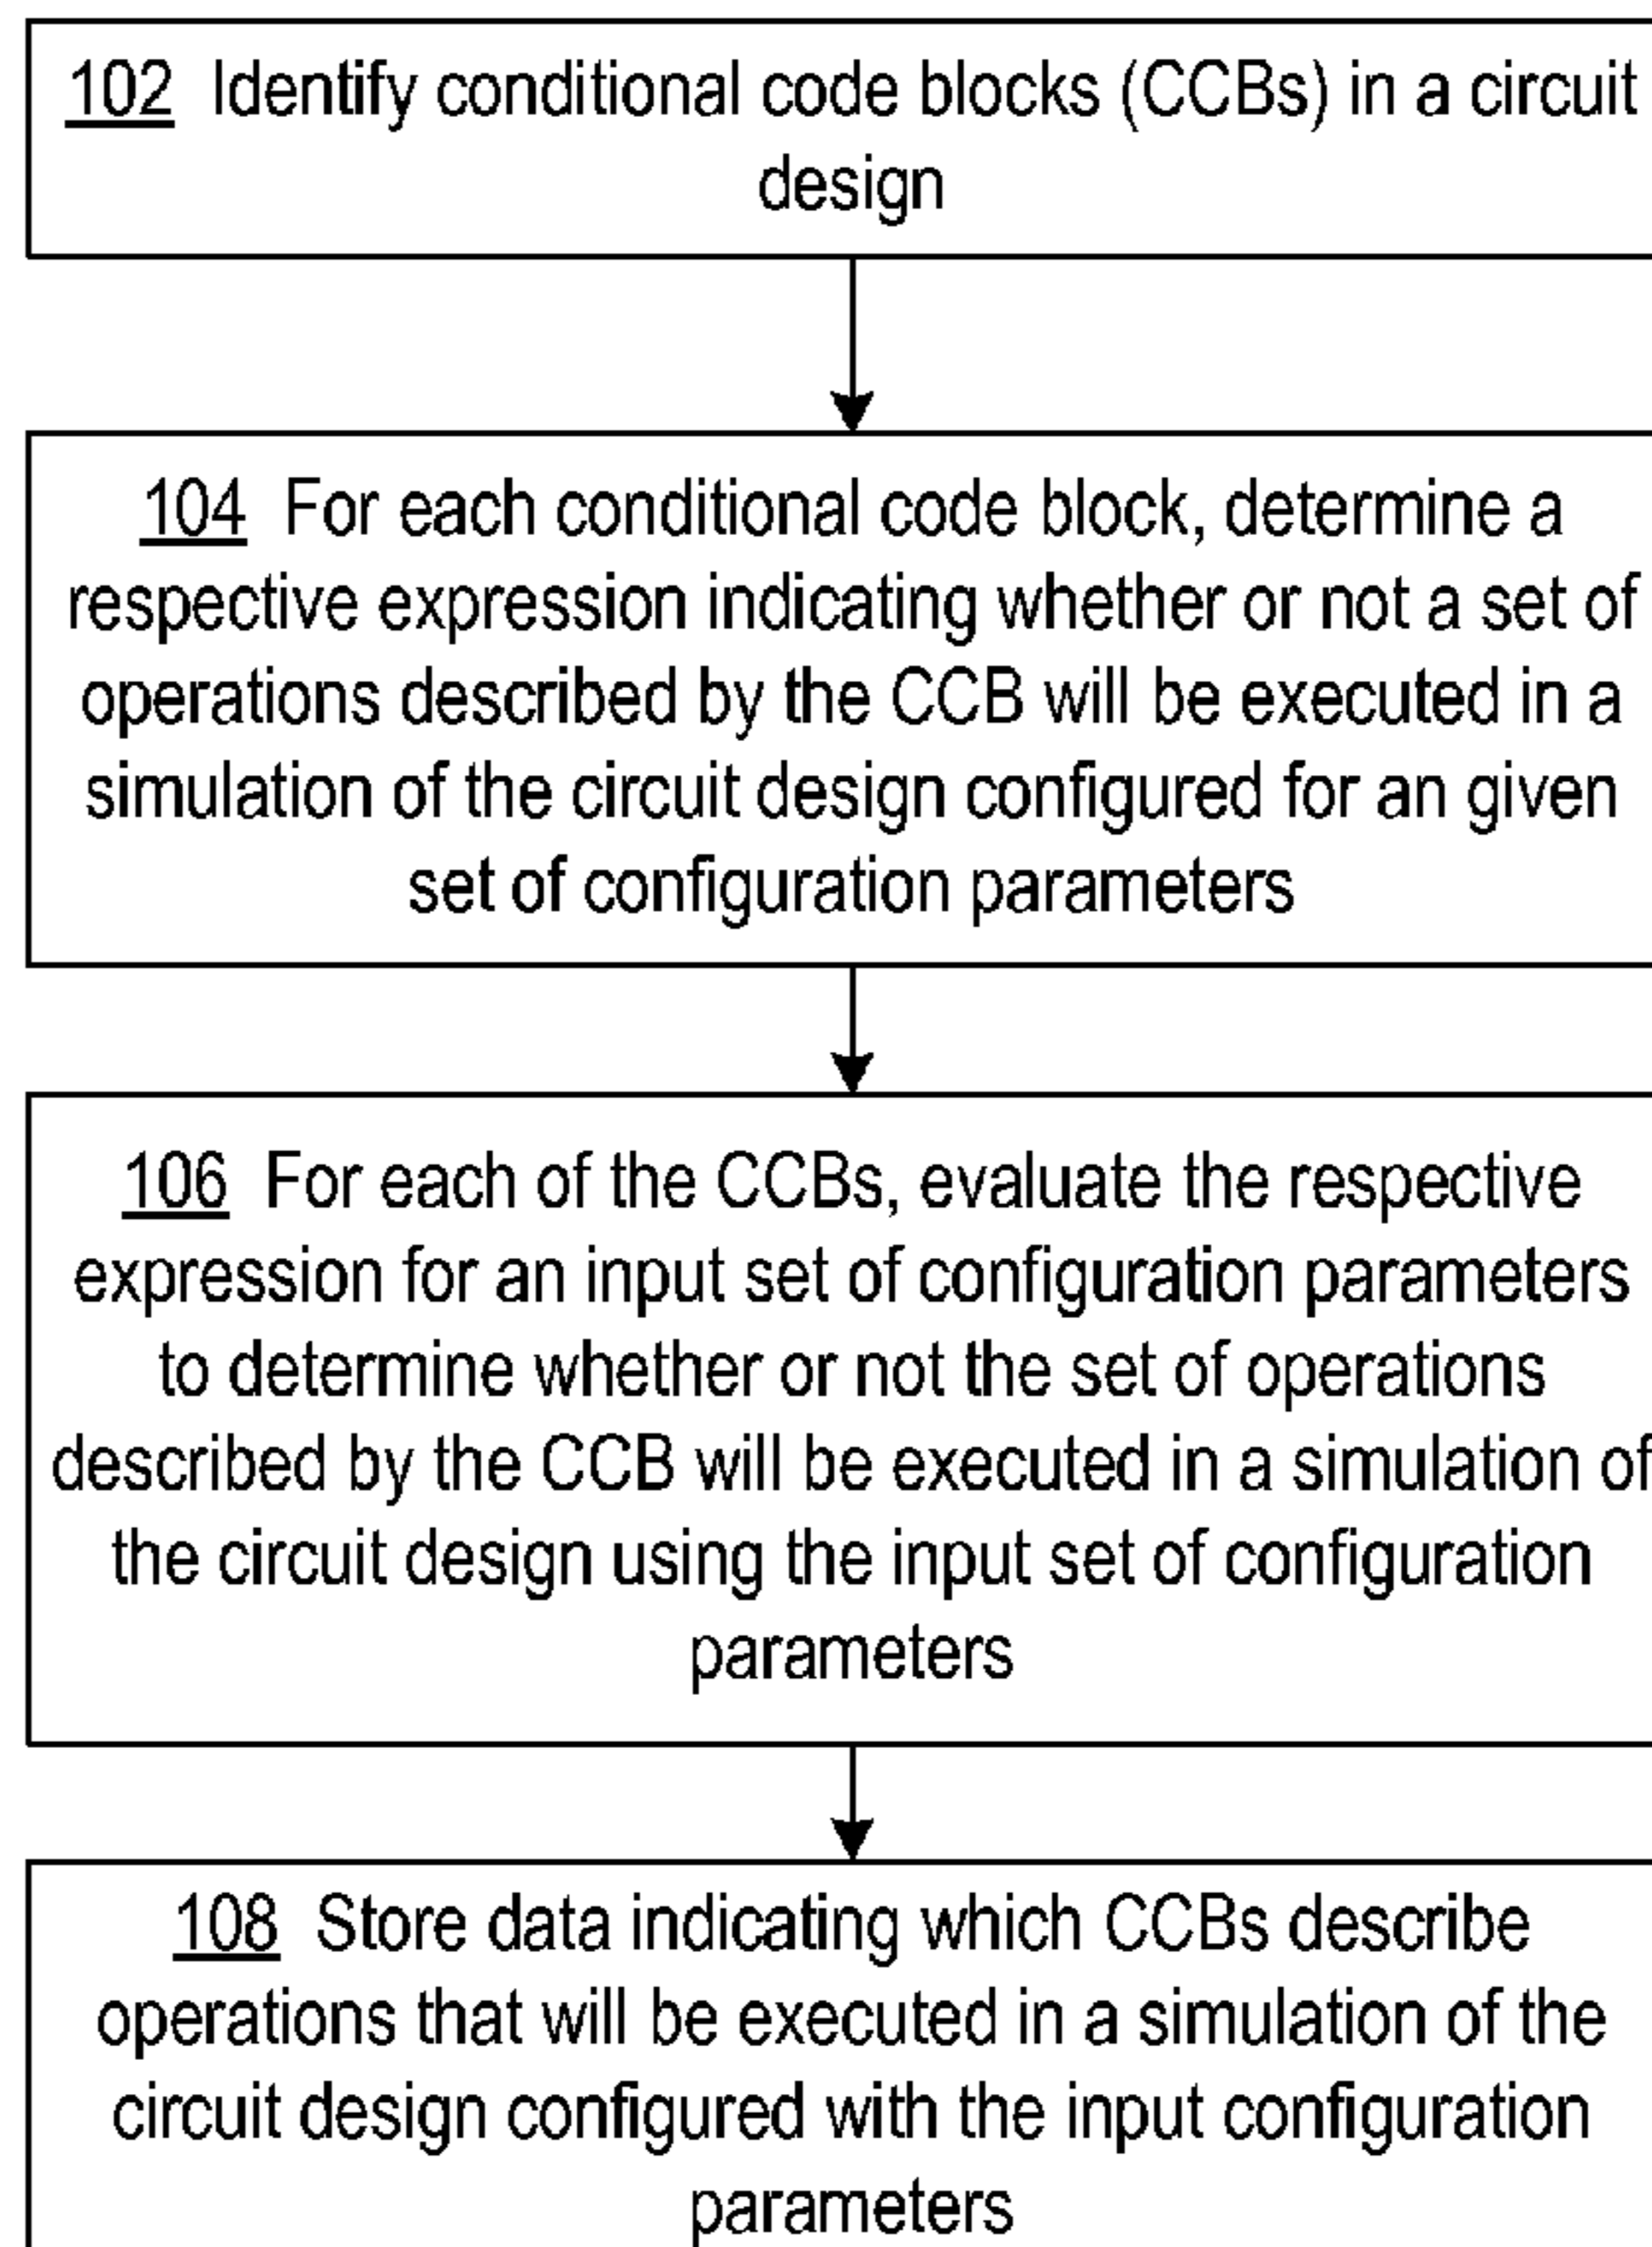 102 Identify conditional code blocks (CCBs) in a circuit
design
104 For each conditional code block, determine a
respective expression indicating whether or not a set of
operations described by the CCB will be executed in a
simulation of the circuit design configured for an given
set of configuration parameters
106 For each of the CCBs, evaluate the respective
expression for an input set of configuration parameters
to determine whether or not the set of operations
described by the CCB will be executed in a simulation of
the circuit design using the input set of configuration
parameters
108 Store data indicating which CCBs describe
operations that will be executed in a simulation of the
circuit design configured with the input configuration
parameters